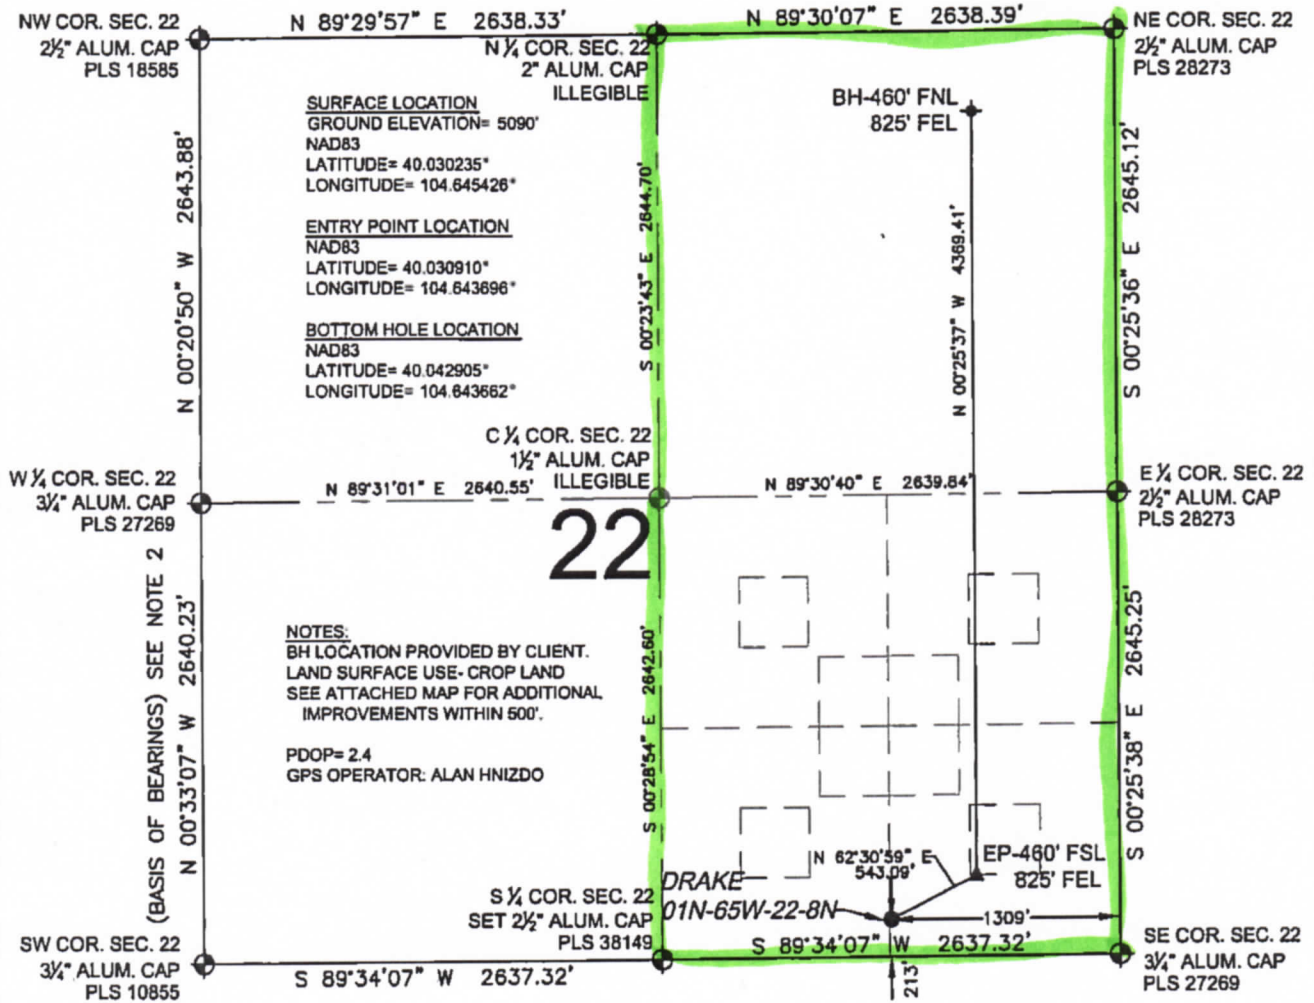 NW COR. SEC. 22
2½" ALUM. CAP
PLS 18585
N 89°29'57" E 2638.33'
N ¼ COR. SEC. 22
2" ALUM. CAP
ILLEGIBLE
N 89°30'07" E 2638.39'
NE COR. SEC. 22
2½" ALUM. CAP
PLS 28273
SURFACE LOCATION
GROUND ELEVATION= 5090'
NAD83
LATITUDE= 40.030235°
LONGITUDE= 104.645426°
ENTRY POINT LOCATION
NAD83
LATITUDE= 40.030910°
LONGITUDE= 104.643696°
BOTTOM HOLE LOCATION
NAD83
LATITUDE= 40.042905°
LONGITUDE= 104.643662°
BH-460' FNL
825' FEL
N 00°20'50" W 2643.88'
S 00°23'43" E 2644.70'
N 00°25'37" W 4369.41'
S 00°25'36" E 2645.12'
W ¼ COR. SEC. 22
3¼" ALUM. CAP
PLS 27269
N 89°31'01" E 2640.55'
C ¼ COR. SEC. 22
1½" ALUM. CAP
ILLEGIBLE
N 89°30'40" E 2639.84'
E ¼ COR. SEC. 22
2½" ALUM. CAP
PLS 28273
22
(BASIS OF BEARINGS) SEE NOTE 2
N 00°33'07" W 2640.23'
NOTES:
BH LOCATION PROVIDED BY CLIENT.
LAND SURFACE USE- CROP LAND
SEE ATTACHED MAP FOR ADDITIONAL
IMPROVEMENTS WITHIN 500'.
PDOP= 2.4
GPS OPERATOR: ALAN HNIZDO
S 00°28'54" E 2642.60'
S 00°25'38" E 2645.25'
N 62°30'59" E
543.09'
EP-460' FSL
825' FEL
DRAKE
01N-65W-22-8N
1309'
S ¼ COR. SEC. 22
SET 2½" ALUM. CAP
PLS 38149
SW COR. SEC. 22
3¼" ALUM. CAP
PLS 10855
S 89°34'07" W 2637.32'
S 89°34'07" W 2637.32'
213'
SE COR. SEC. 22
3¼" ALUM. CAP
PLS 27269